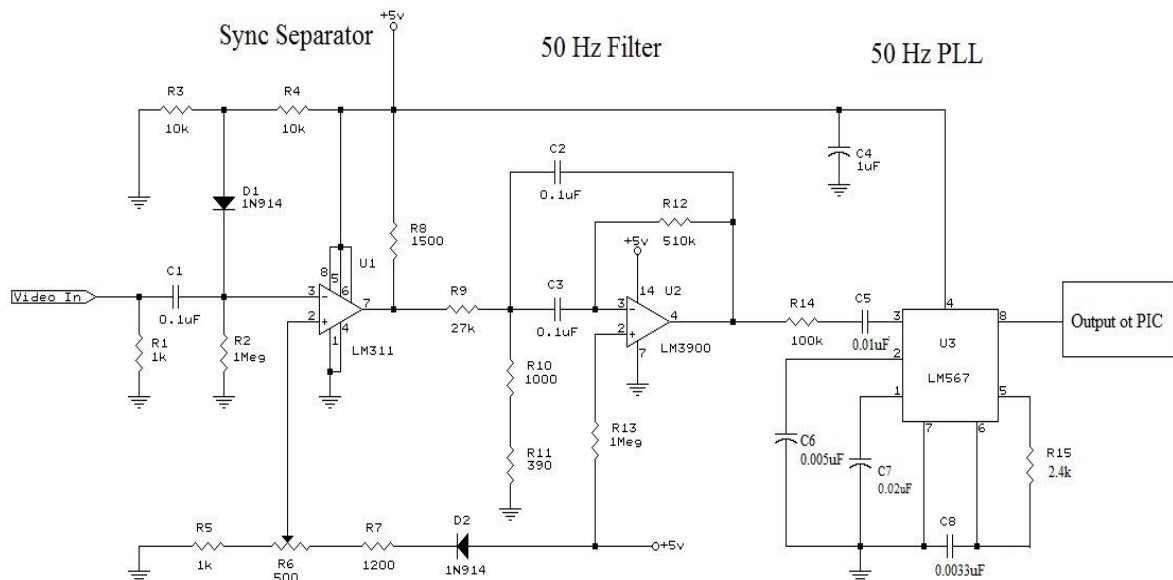 +5v
Sync Separator
50 Hz Filter
50 Hz PLL
R3
10k
R4
10k
D1
1N914
C2
0.1uF
C4
1uF
R8
1500
R12
510k
+5v
8
5
6
U1
14
U2
4
Video In
C1
0.1uF
3
2
7
1
4
LM311
R9
27k
C3
0.1uF
3
2
4
7
LM3900
R14
100k
C5
0.01uF
3
2
1
8
5
7
6
U3
LM567
Output ot PIC
R1
1k
R2
1Meg
R10
1000
R11
390
R13
1Meg
C6
0.005uF
C7
0.02uF
R15
2.4k
R5
1k
R6
500
R7
1200
D2
1N914
+5v
C8
0.0033uF